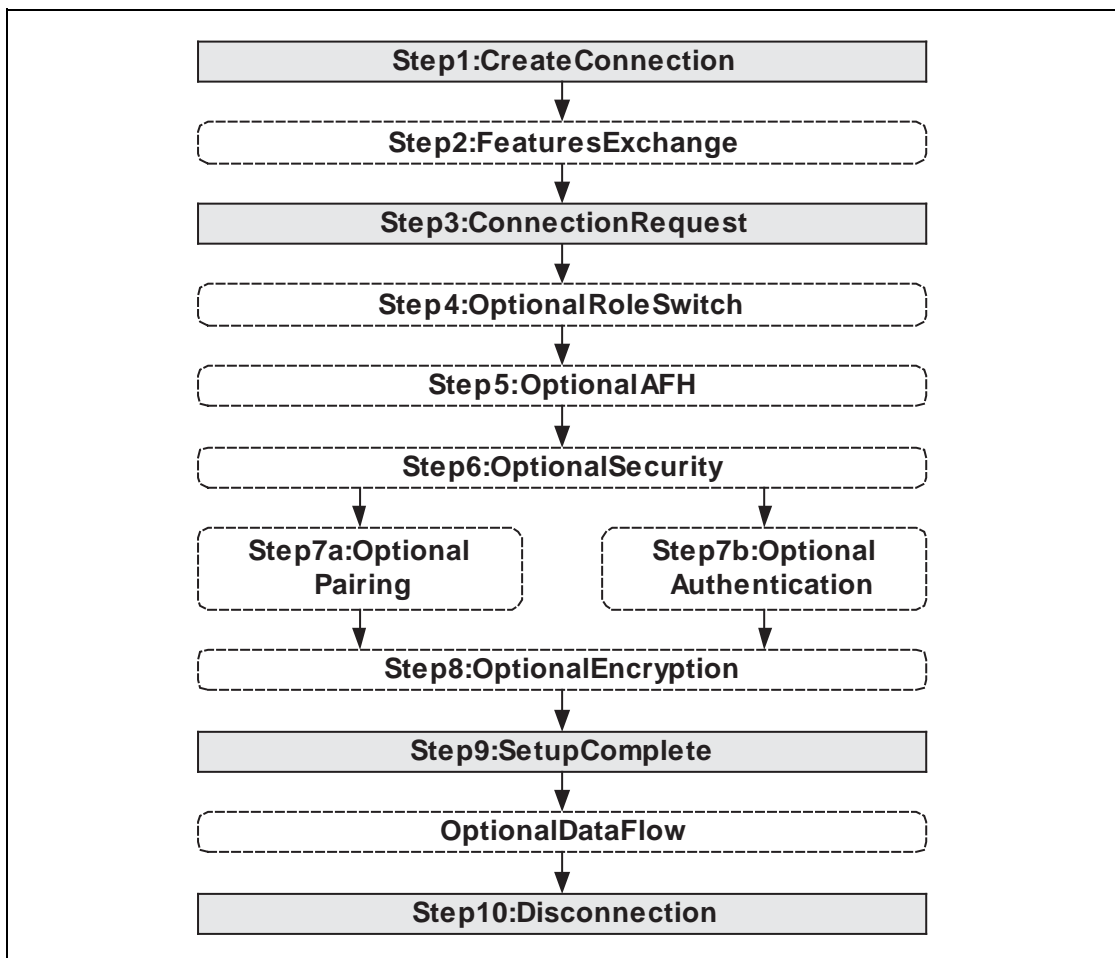 Step1:CreateConnection
Step2:FeaturesExchange
Step3:ConnectionRequest
Step4:OptionalRoleSwitch
Step5:OptionalAFH
Step6:OptionalSecurity
Step7a:Optional
Pairing
Step7b:Optional
Authentication
Step8:OptionalEncryption
Step9:SetupComplete
OptionalDataFlow
Step10:Disconnection